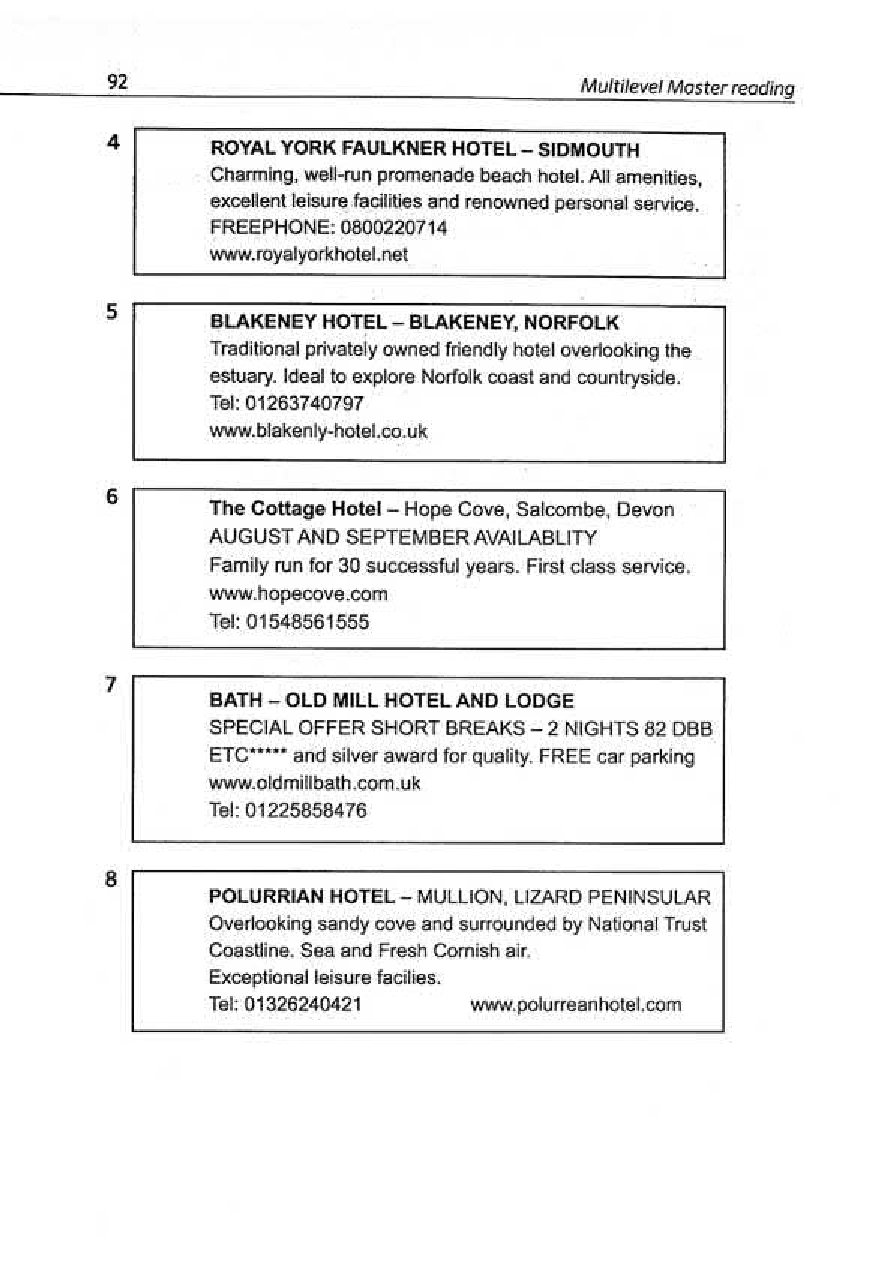 92
Multilevel Master reading
4
ROYAL YORK FAULKNER HOTEL – SIDMOUTH
Charming, well-run promenade beach hotel. All amenities,
excellent leisure facilities and renowned personal service.
FREEPHONE: 0800220714
www.royalyorkhotel.net
5
BLAKENEY HOTEL – BLAKENEY, NORFOLK
Traditional privately owned friendly hotel overlooking the
estuary. Ideal to explore Norfolk coast and countryside.
Tel: 01263740797
www.blakenly-hotel.co.uk
6
The Cottage Hotel – Hope Cove, Salcombe, Devon
AUGUST AND SEPTEMBER AVAILABLITY
Family run for 30 successful years. First class service.
www.hopecove.com
Tel: 01548561555
7
BATH – OLD MILL HOTEL AND LODGE
SPECIAL OFFER SHORT BREAKS – 2 NIGHTS 82 DBB
ETC***** and silver award for quality. FREE car parking
www.oldmillbath.com.uk
Tel: 01225858476
8
POLURRIAN HOTEL – MULLION, LIZARD PENINSULAR
Overlooking sandy cove and surrounded by National Trust
Coastline. Sea and Fresh Cornish air.
Exceptional leisure facilies.
Tel: 01326240421 www.polurreanhotel.com